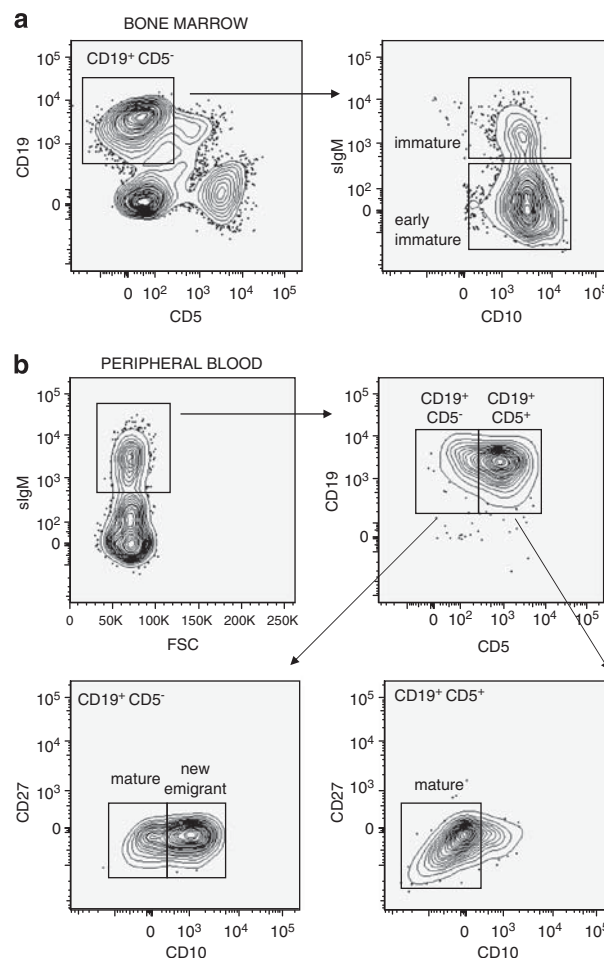 a
BONE MARROW
CD19⁺ CD5⁻
10⁵
10⁴
10³
10²
0
CD19
0 10² 10³ 10⁴ 10⁵
CD5
10⁵
10⁴
10³
10²
0
sIgM
immature
early
immature
0 10³ 10⁴ 10⁵
CD10
b
PERIPHERAL BLOOD
10⁵
10⁴
10³
10²
0
sIgM
0 50K 100K 150K 200K 250K
FSC
CD19⁺
CD5⁻
CD19⁺
CD5⁺
10⁵
10⁴
10³
0
CD19
0 10² 10³ 10⁴ 10⁵
CD5
CD19⁺ CD5⁻
10⁵
10⁴
10³
0
CD27
mature
new
emigrant
0 10³ 10⁴ 10⁵
CD10
CD19⁺ CD5⁺
10⁵
10⁴
10³
0
CD27
mature
0 10³ 10⁴ 10⁵
CD10